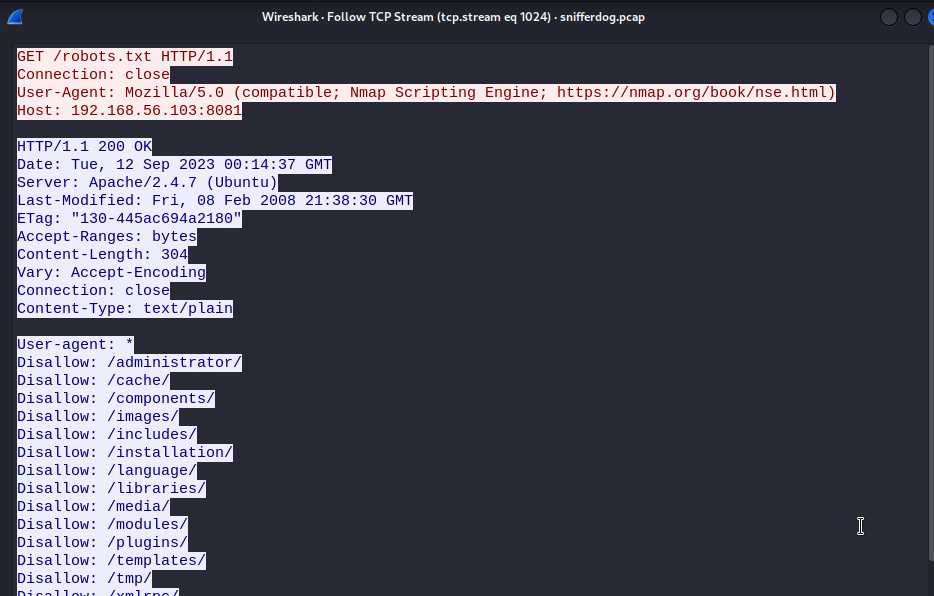 Wireshark · Follow TCP Stream (tcp.stream eq 1024) · snifferdog.pcap
GET /robots.txt HTTP/1.1
Connection: close
User-Agent: Mozilla/5.0 (compatible; Nmap Scripting Engine; https://nmap.org/book/nse.html)
Host: 192.168.56.103:8081
HTTP/1.1 200 OK
Date: Tue, 12 Sep 2023 00:14:37 GMT
Server: Apache/2.4.7 (Ubuntu)
Last-Modified: Fri, 08 Feb 2008 21:38:30 GMT
ETag: "130-445ac694a2180"
Accept-Ranges: bytes
Content-Length: 304
Vary: Accept-Encoding
Connection: close
Content-Type: text/plain
User-agent: *
Disallow: /administrator/
Disallow: /cache/
Disallow: /components/
Disallow: /images/
Disallow: /includes/
Disallow: /installation/
Disallow: /language/
Disallow: /libraries/
Disallow: /media/
Disallow: /modules/
Disallow: /plugins/
Disallow: /templates/
Disallow: /tmp/
Disallow: /xmlrpc/